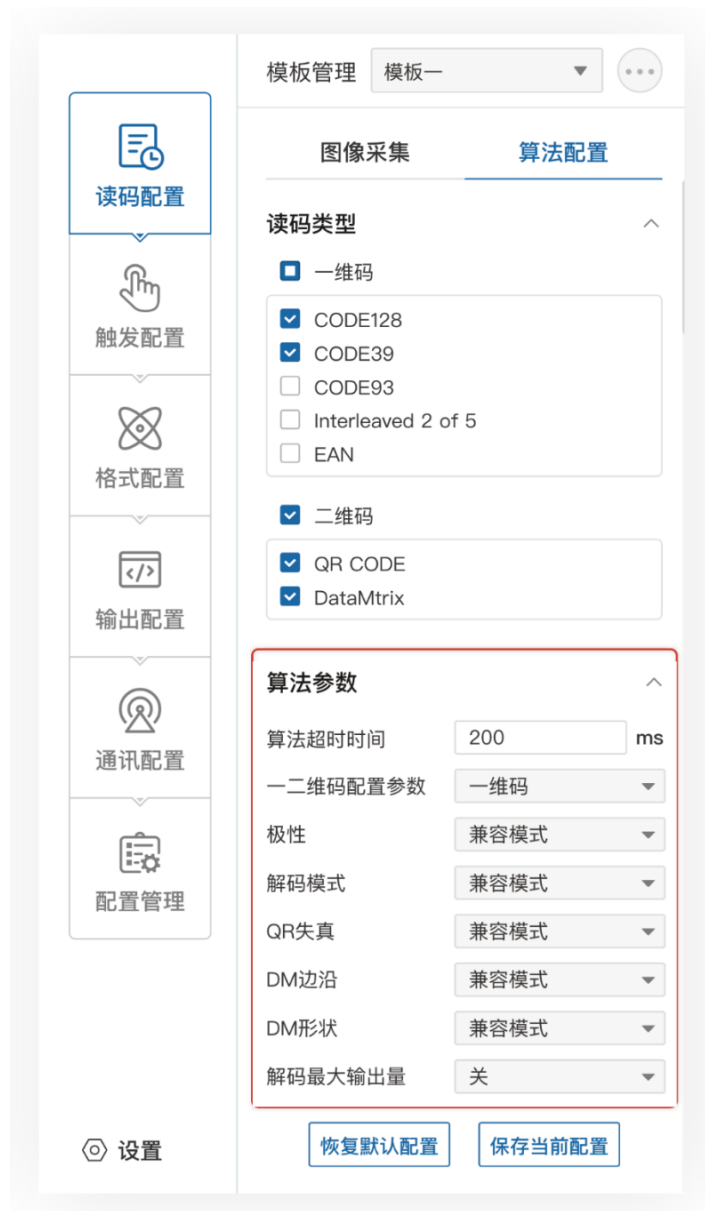 模板管理 模板一
读码配置
触发配置
格式配置
输出配置
通讯配置
配置管理
设置
图像采集 算法配置
读码类型
一维码
CODE128
CODE39
CODE93
Interleaved 2 of 5
EAN
二维码
QR CODE
DataMtrix
算法参数
算法超时时间 200 ms
一二维码配置参数 一维码
极性 兼容模式
解码模式 兼容模式
QR失真 兼容模式
DM边沿 兼容模式
DM形状 兼容模式
解码最大输出量 关
恢复默认配置 保存当前配置